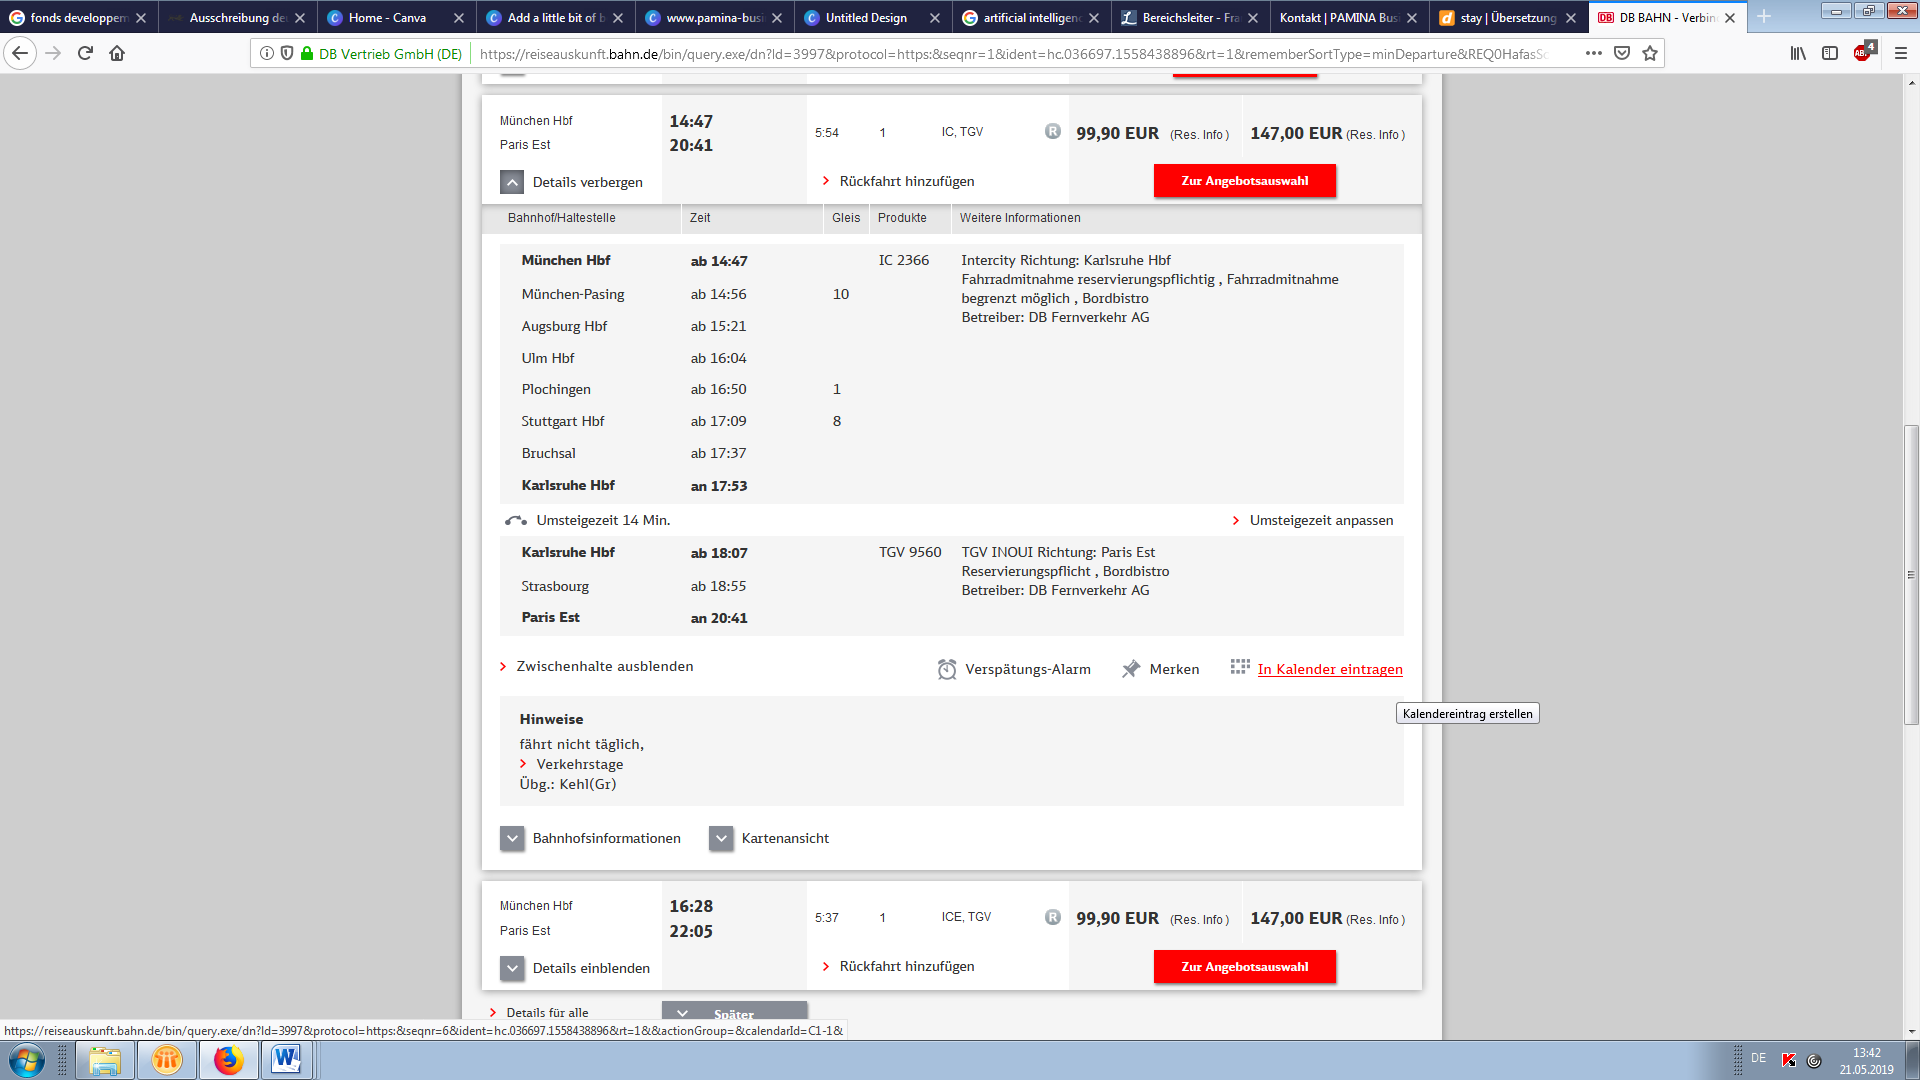 fonds developpem
Ausschreibung de
Home - Canva
Add a little bit of b
www.pamina-busi
Untitled Design
artificial intelligen
Bereichsleiter - Fra
Kontakt | PAMINA Busi
stay | Übersetzung
DB BAHN - Verbin
DB Vertrieb GmbH (DE)
https://reiseauskunft.bahn.de/bin/query.exe/dn?ld=3997&protocol=https:&seqnr=1&ident=hc.036697.1558438896&rt=1&rememberSortType=minDeparture&REQ0HafasSc
4
München Hbf
Paris Est
14:47
20:41
5:54
1
IC, TGV
R
99,90 EUR (Res. Info )
147,00 EUR (Res. Info )
Details verbergen
Rückfahrt hinzufügen
Zur Angebotsauswahl
Bahnhof/Haltestelle Zeit Gleis Produkte Weitere Informationen
München Hbf ab 14:47 IC 2366 Intercity Richtung: Karlsruhe Hbf
Fahrradmitnahme reservierungspflichtig , Fahrradmitnahme
München-Pasing ab 14:56 10 begrenzt möglich , Bordbistro
Betreiber: DB Fernverkehr AG
Augsburg Hbf ab 15:21
Ulm Hbf ab 16:04
Plochingen ab 16:50 1
Stuttgart Hbf ab 17:09 8
Bruchsal ab 17:37
Karlsruhe Hbf an 17:53
Umsteigezeit 14 Min. Umsteigezeit anpassen
Karlsruhe Hbf ab 18:07 TGV 9560 TGV INOUI Richtung: Paris Est
Reservierungspflicht , Bordbistro
Strasbourg ab 18:55 Betreiber: DB Fernverkehr AG
Paris Est an 20:41
Zwischenhalte ausblenden
Verspätungs-Alarm
Merken
In Kalender eintragen
Kalendereintrag erstellen
Hinweise
fährt nicht täglich,
Verkehrstage
Übg.: Kehl(Gr)
Bahnhofsinformationen
Kartenansicht
München Hbf
Paris Est
16:28
22:05
5:37
1
ICE, TGV
R
99,90 EUR (Res. Info )
147,00 EUR (Res. Info )
Details einblenden
Rückfahrt hinzufügen
Zur Angebotsauswahl
Details für alle
Später
https://reiseauskunft.bahn.de/bin/query.exe/dn?ld=3997&protocol=https:&seqnr=6&ident=hc.036697.1558438896&rt=1&&actionGroup=&calendarId=C1-1&
DE
13:42
21.05.2019